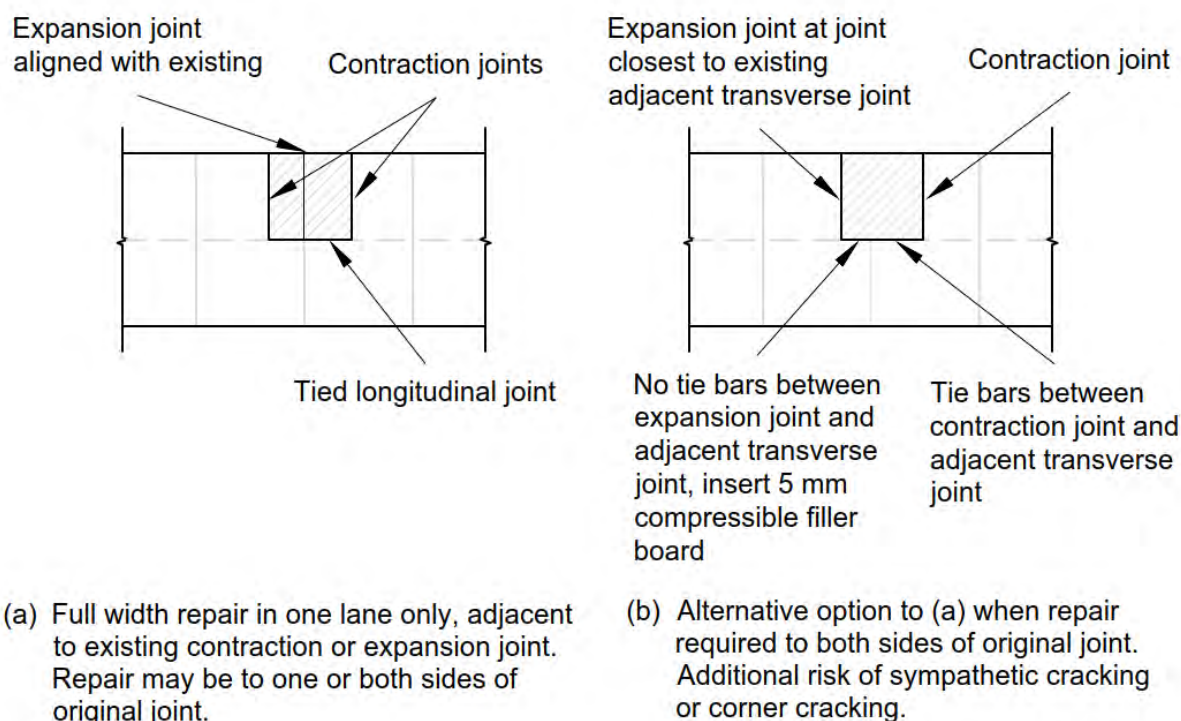 Expansion joint
aligned with existing
Contraction joints
Tied longitudinal joint
(a) Full width repair in one lane only, adjacent
to existing contraction or expansion joint.
Repair may be to one or both sides of
original joint.
Expansion joint at joint
closest to existing
adjacent transverse joint
Contraction joint
No tie bars between
expansion joint and
adjacent transverse
joint, insert 5 mm
compressible filler
board
Tie bars between
contraction joint and
adjacent transverse
joint
(b) Alternative option to (a) when repair
required to both sides of original joint.
Additional risk of sympathetic cracking
or corner cracking.